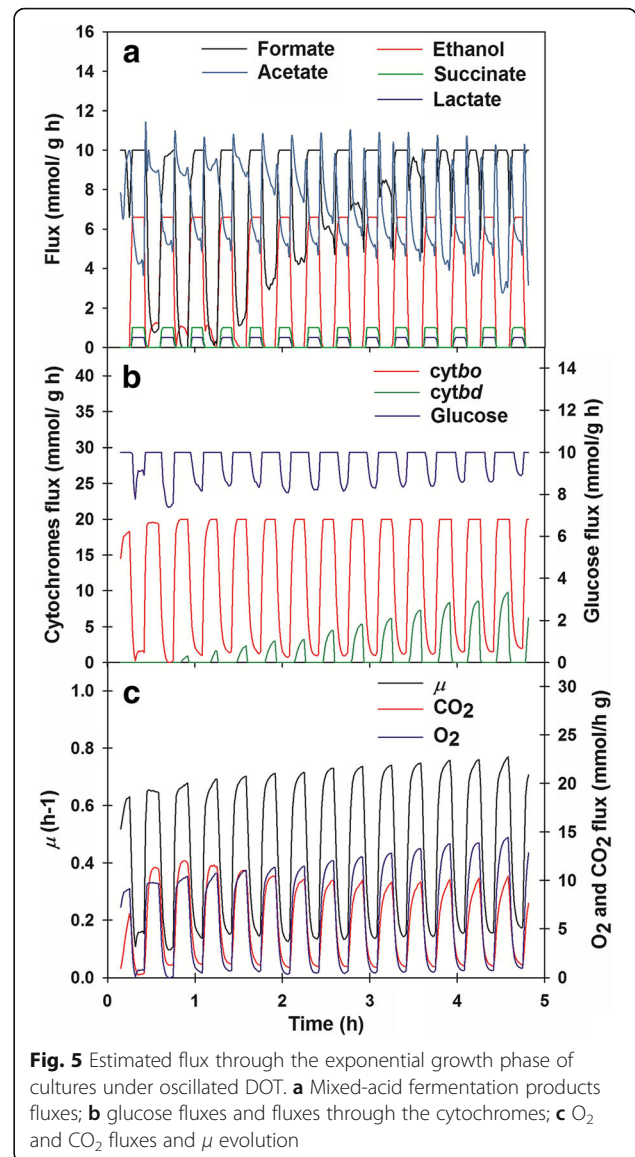 a
Formate
Acetate
Ethanol
Succinate
Lactate
Flux (mmol/ g h)
16
14
12
10
8
6
4
2
0
b
cytbo
cytbd
Glucose
Cytochromes flux (mmol/ g h)
40
35
30
25
20
15
10
5
0
Glucose flux (mmol/g h)
14
12
10
8
6
4
2
0
c
μ
CO2
O2
μ (h-1)
1.0
0.8
0.6
0.4
0.2
0.0
O2 and CO2 flux (mmol/h g)
30
25
20
15
10
5
0
0 1 2 3 4 5
Time (h)
Fig. 5 Estimated flux through the exponential growth phase of
cultures under oscillated DOT. a Mixed-acid fermentation products
fluxes; b glucose fluxes and fluxes through the cytochromes; c O2
and CO2 fluxes and μ evolution